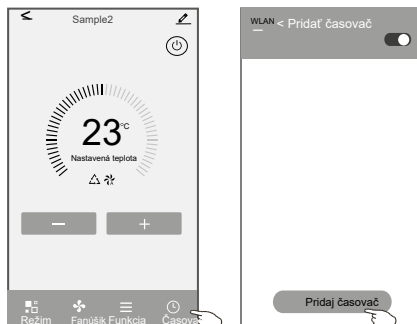 Sample2
23°C
Nastavená teplota
Režim Fanúšik Funkcia Časova
WLAN < Pridať časovač
Pridaj časovač